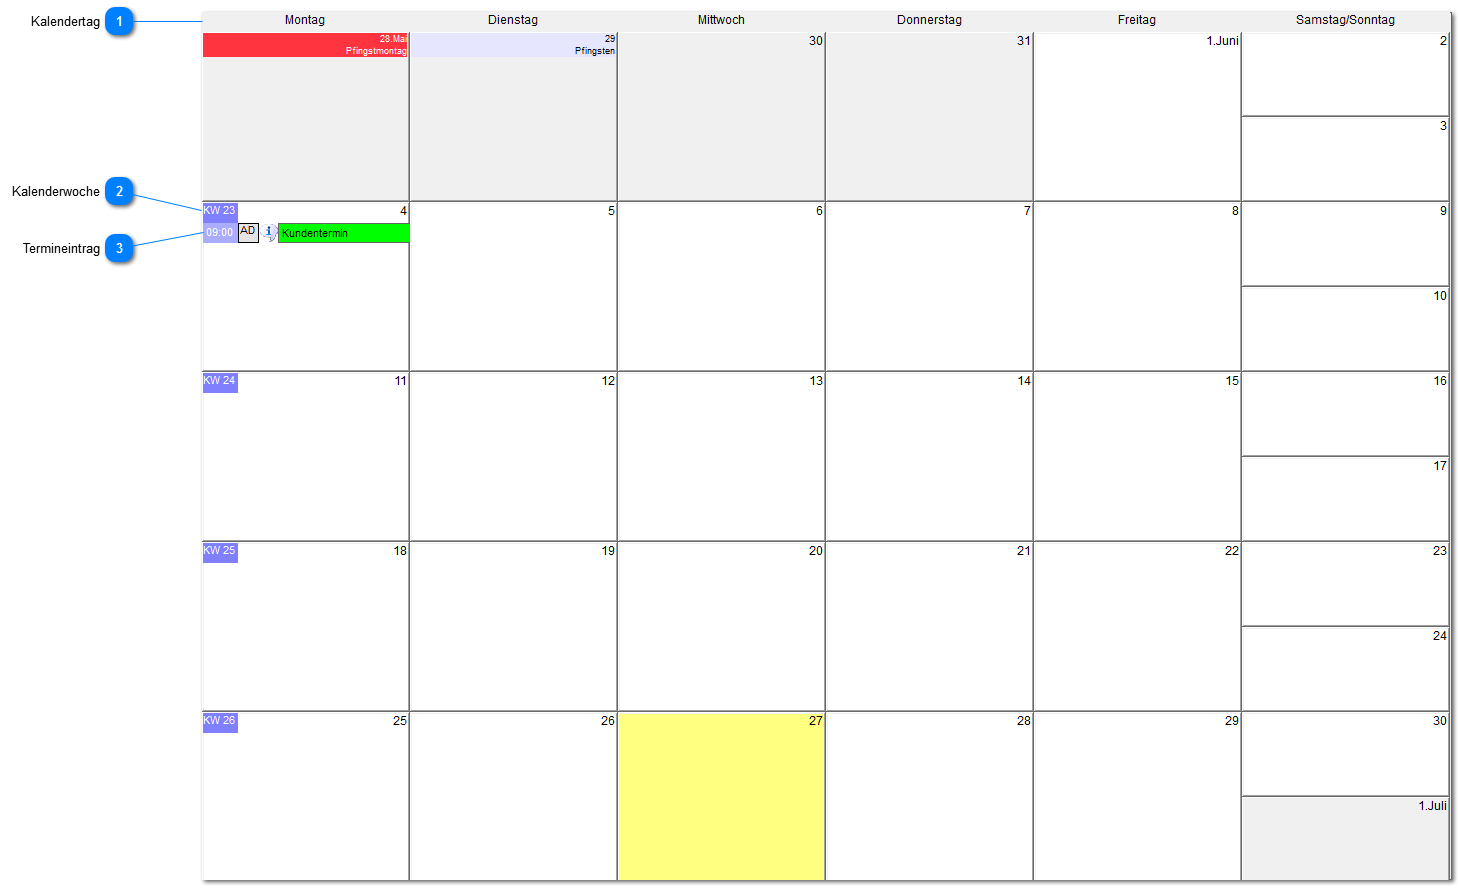 Kalendertag 1 Montag Dienstag Mittwoch Donnerstag Freitag Samstag/Sonntag
28.Mai 29 30 31 1.Juni 2
Pfingstmontag Pfingsten
3
Kalenderwoche 2
KW 23 4 5 6 7 8 9
09:00 AD i Kundentermin
Termineintrag 3
10
KW 24 11 12 13 14 15 16
17
KW 25 18 19 20 21 22 23
24
KW 26 25 26 27 28 29 30
1.Juli